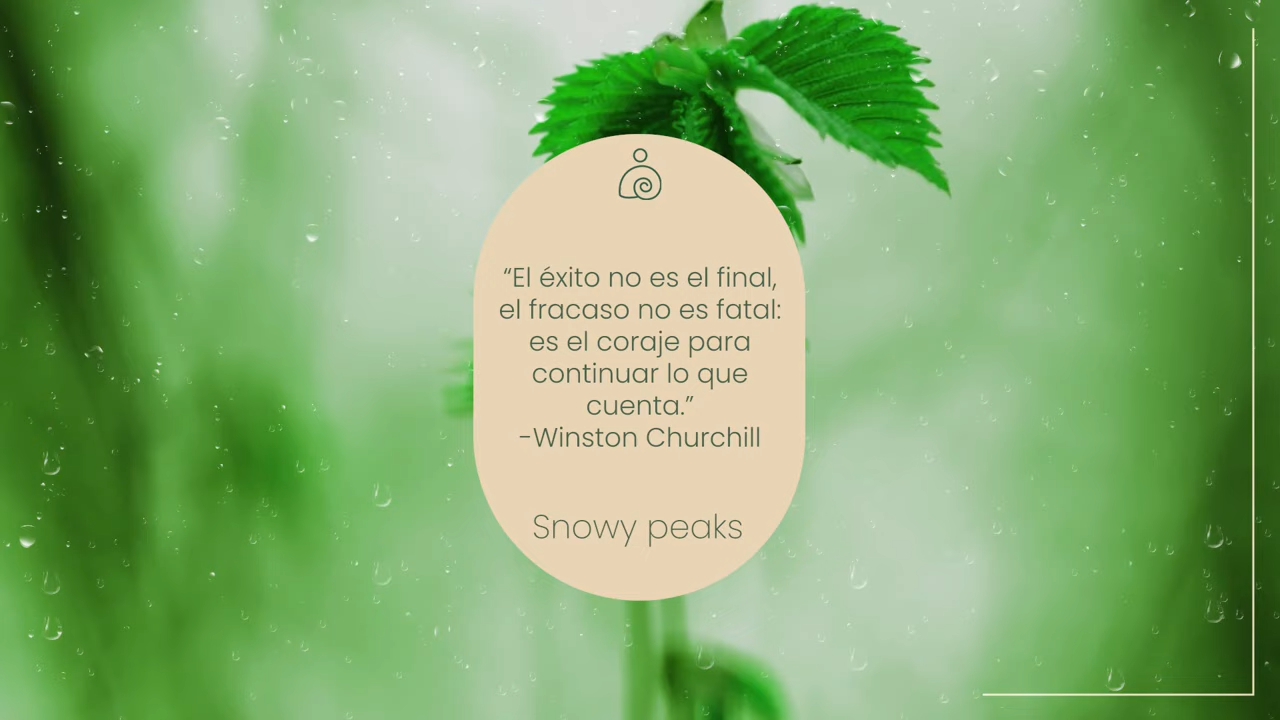 “El éxito no es el final,
el fracaso no es fatal:
es el coraje para
continuar lo que
cuenta.”
-Winston Churchill
Snowy peaks